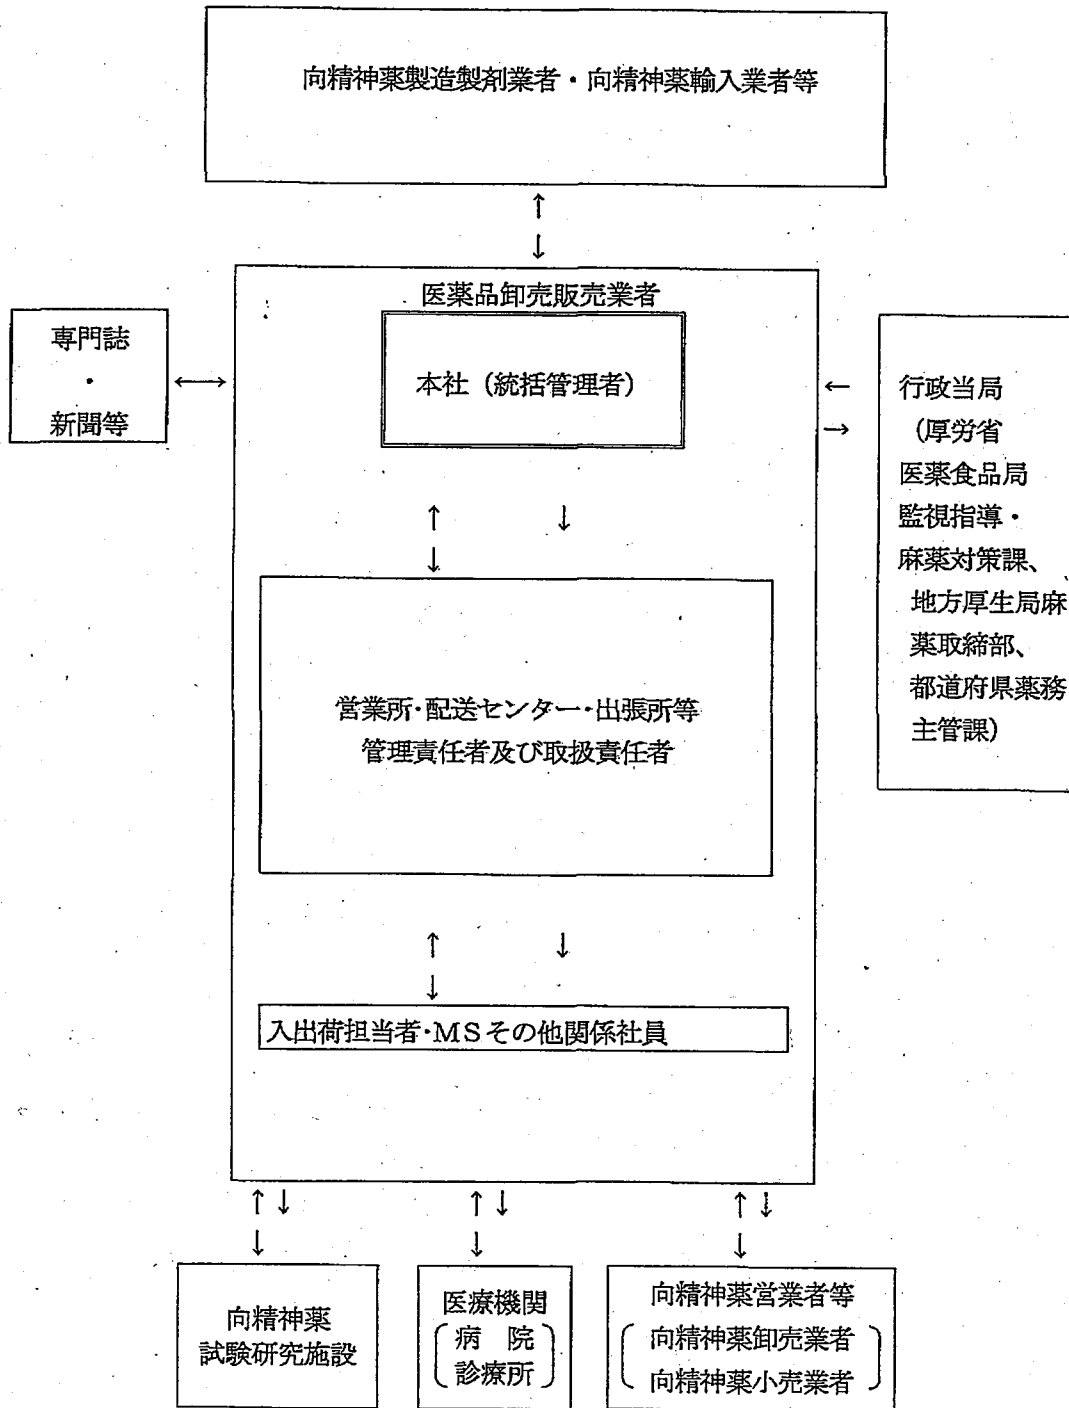 向精神薬製造製剤業者・向精神薬輸入業者等
↑
↓
医薬品卸売販売業者
本社（統括管理者）
専門誌
・
新聞等
←→
←
→
行政当局
（厚労省
医薬食品局
監視指導・
麻薬対策課、
地方厚生局麻
薬取締部、
都道府県薬務
主管課）
↑ ↓
↓
営業所・配送センター・出張所等
管理責任者及び取扱責任者
↑ ↓
↓
入出荷担当者・MSその他関係社員
↑↓ ↑↓ ↑↓
↓ ↓ ↓
向精神薬
試験研究施設
医療機関
病　院
診療所
向精神薬営業者等
向精神薬卸売業者
向精神薬小売業者